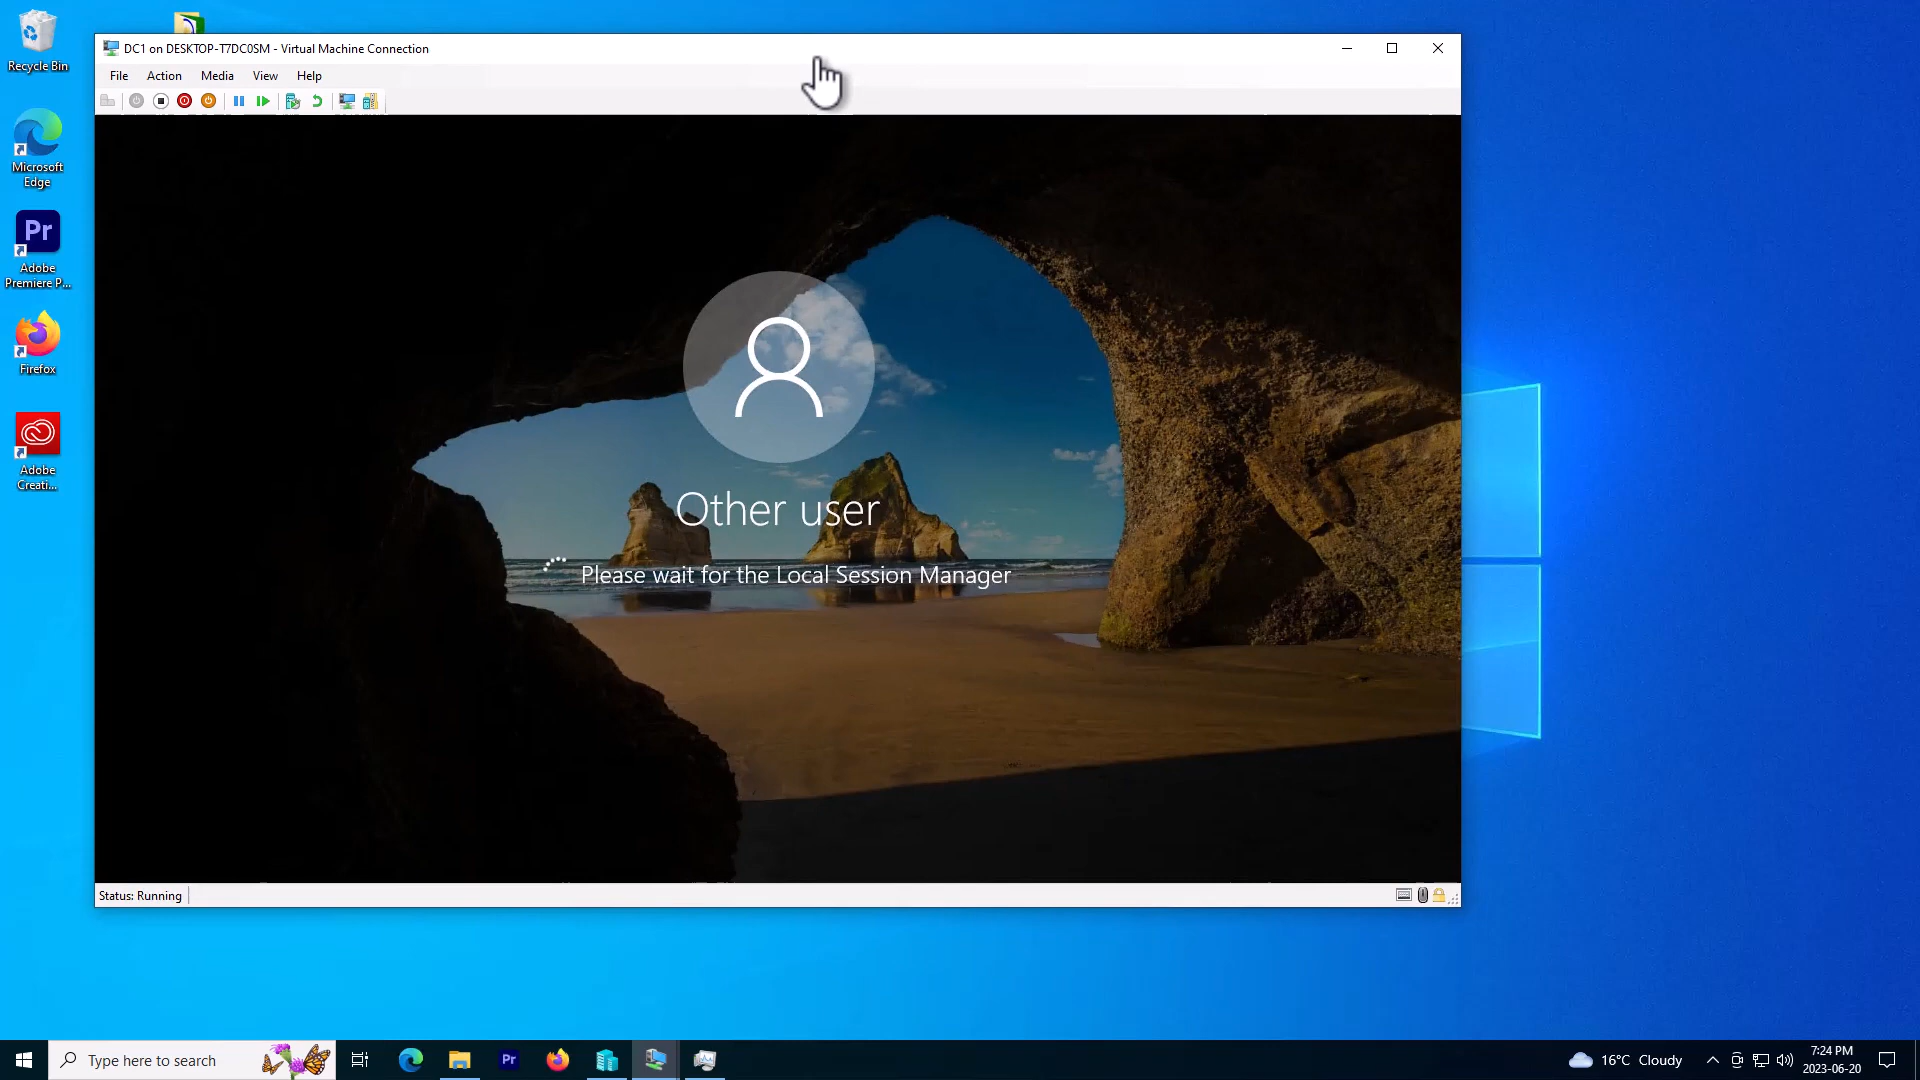 Recycle Bin
Microsoft
Edge
Pr
Adobe
Premiere P...
Firefox
Adobe
Creati...
DC1 on DESKTOP-T7DC0SM - Virtual Machine Connection
File Action Media View Help
Other user
Please wait for the Local Session Manager
Status: Running
Type here to search
Pr
16°C Cloudy
7:24 PM
2023-06-20